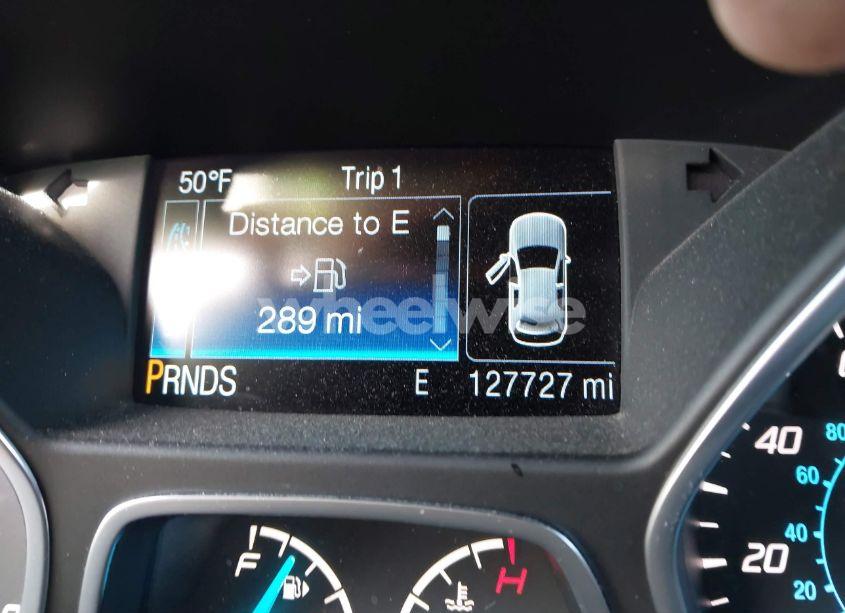 50°F Trip 1
Distance to E
289 mi
wheelwise
PRNDS E 127727 mi
F H
40 80
60
40
20 20